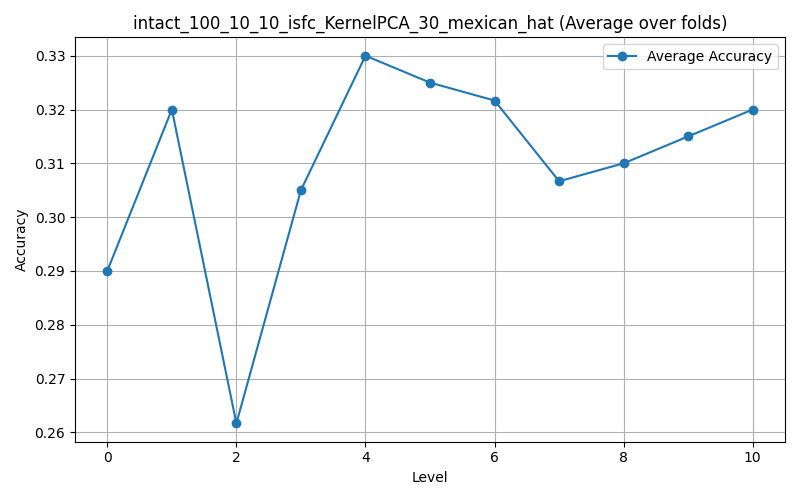 intact_100_10_10_isfc_KernelPCA_30_mexican_hat (Average over folds)
Average Accuracy
0.33
0.32
0.31
0.30
0.29
0.28
0.27
0.26
Accuracy
0 2 4 6 8 10
Level